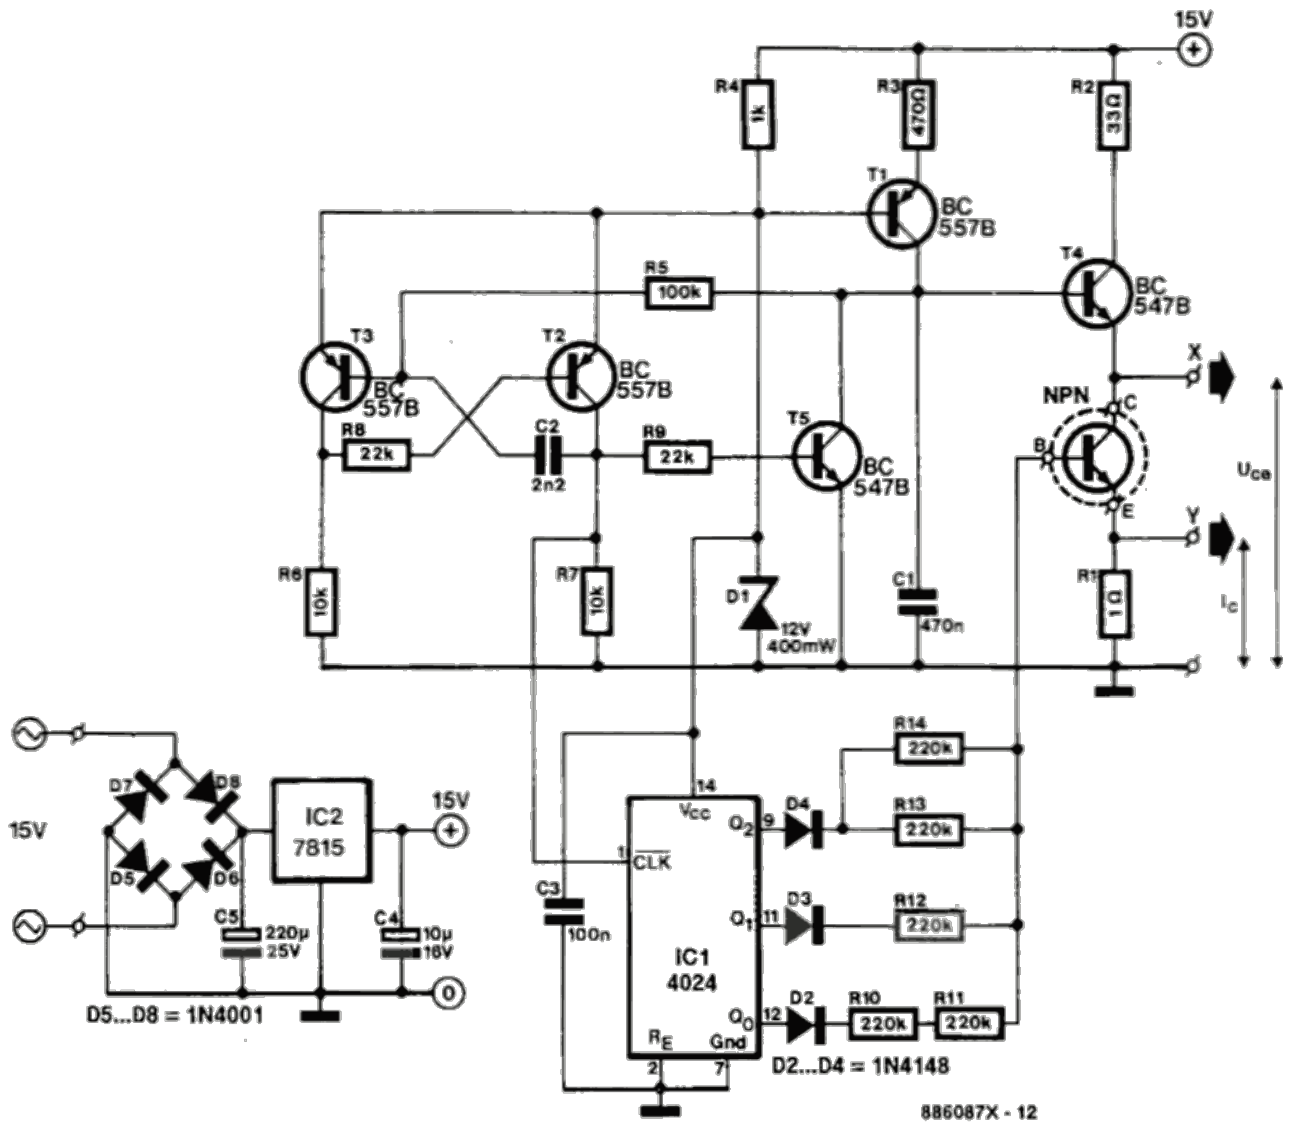 15V
+
R4
1k
R3
470Ω
R2
33Ω
T1
BC
557B
T4
BC
547B
R5
100k
T3
BC
557B
T2
BC
557B
X
NPN
C
B
E
Uce
R8
22k
C2
2n2
R9
22k
T5
BC
547B
Y
R6
10k
R7
10k
D1
12V
400mW
C1
470n
R1
1Ω
Ic
15V
D7
D8
D5
D6
IC2
7815
15V
+
C5
220µ
25V
C4
10µ
16V
0
D5...D8 = 1N4001
14
VCC
1
CLK
C3
100n
IC1
4024
RE
2
Gnd
7
Q2
9
D4
R14
220k
R13
220k
Q1
11
D3
R12
220k
Q0
12
D2
R10
220k
R11
220k
D2...D4 = 1N4148
886087X - 12